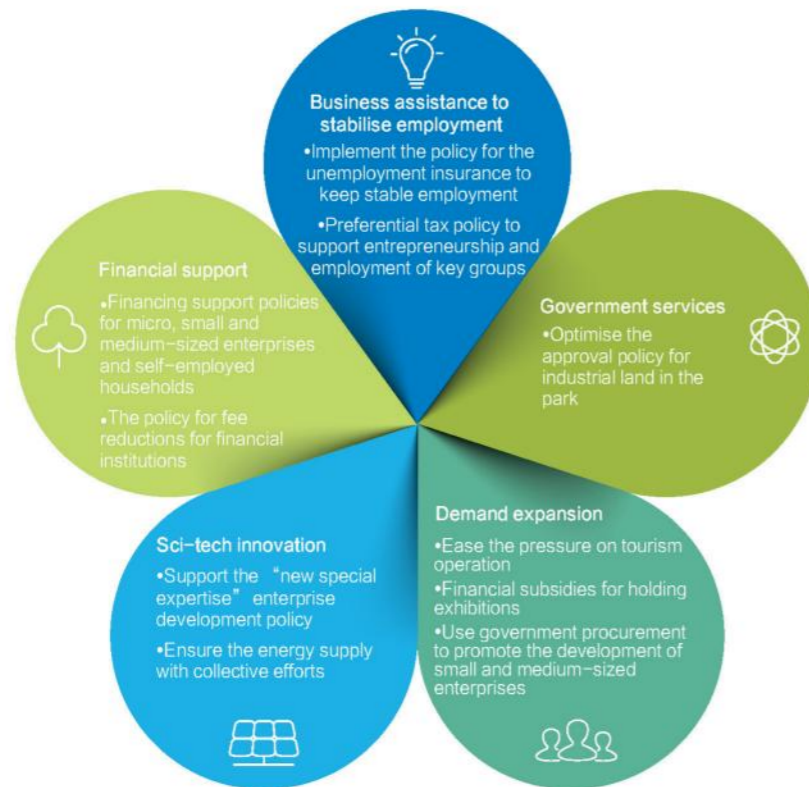 Business assistance to
stabilise employment
•Implement the policy for the
unemployment insurance to
keep stable employment
•Preferential tax policy to
support entrepreneurship and
employment of key groups
Financial support
•Financing support policies
for micro, small and
medium-sized enterprises
and self-employed
households
•The policy for fee
reductions for financial
institutions
Government services
•Optimise the
approval policy for
industrial land in the
park
Sci-tech innovation
•Support the “new special
expertise” enterprise
development policy
•Ensure the energy supply
with collective efforts
Demand expansion
•Ease the pressure on tourism
operation
•Financial subsidies for holding
exhibitions
•Use government procurement
to promote the development of
small and medium-sized
enterprises